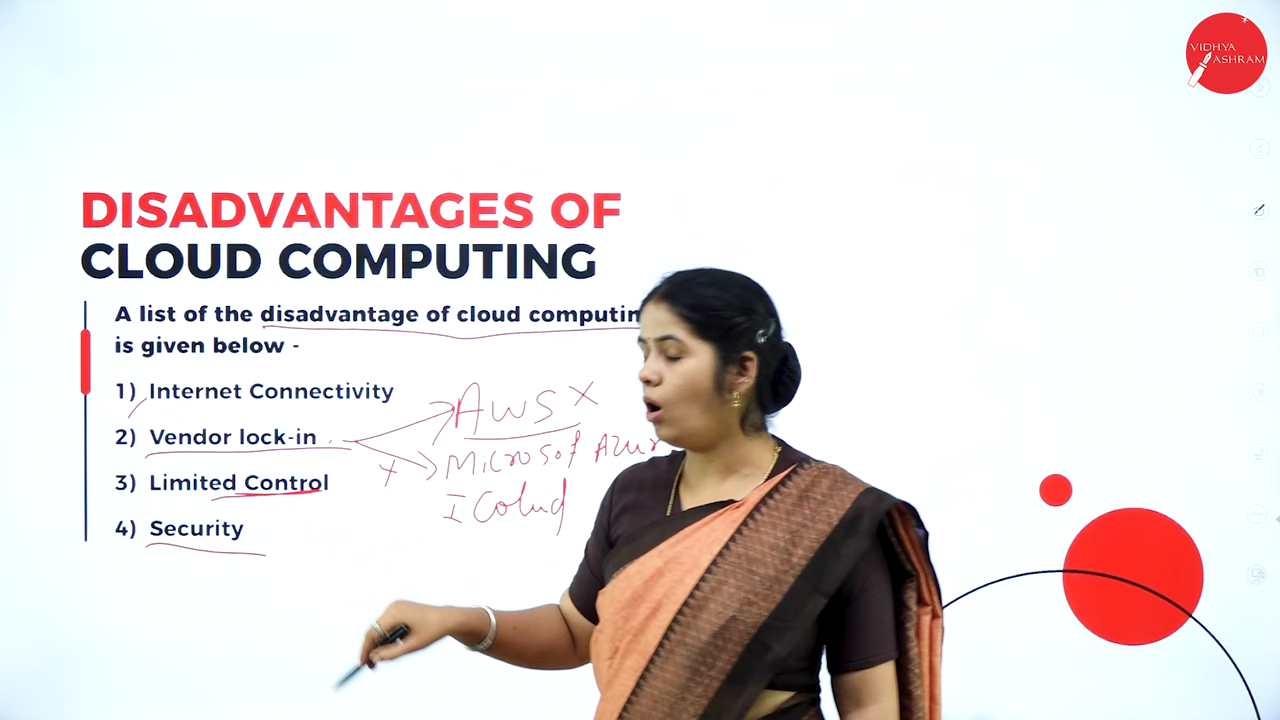 VIDHYA
ASHRAM
DISADVANTAGES OF
CLOUD COMPUTING
A list of the disadvantage of cloud computin
is given below -
1) Internet Connectivity
2) Vendor lock-in
3) Limited Control
4) Security
AWS X
X Microsof Azur
I Colud